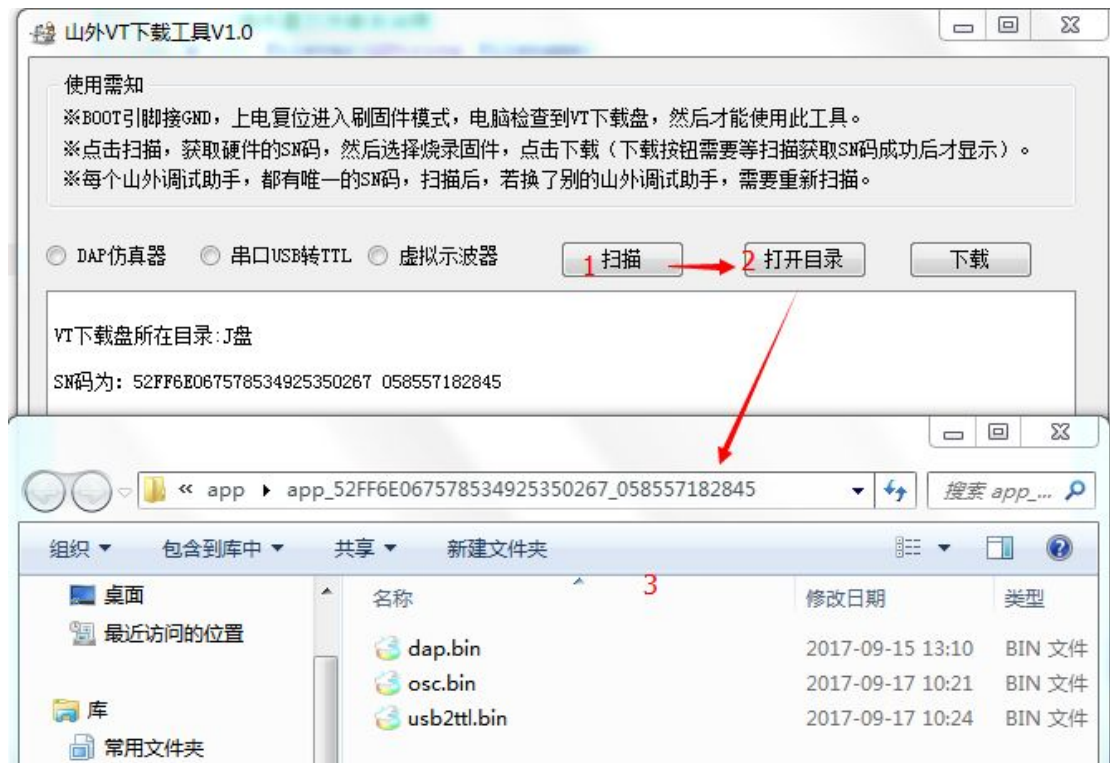 山外VT下载工具V1.0
使用需知
※BOOT引脚接GND，上电复位进入刷固件模式，电脑检查到VT下载盘，然后才能使用此工具。
※点击扫描，获取硬件的SN码，然后选择烧录固件，点击下载（下载按钮需要等扫描获取SN码成功后才显示）。
※每个山外调试助手，都有唯一的SN码，扫描后，若换了别的山外调试助手，需要重新扫描。
DAP仿真器 串口USB转TTL 虚拟示波器 1 扫描 2 打开目录 下载
VT下载盘所在目录:J盘
SN码为: 52FF6E067578534925350267_058557182845
« app ▸ app_52FF6E067578534925350267_058557182845 搜索 app_...
组织 包含到库中 共享 新建文件夹
桌面 名称 3 修改日期 类型
最近访问的位置
dap.bin 2017-09-15 13:10 BIN 文件
osc.bin 2017-09-17 10:21 BIN 文件
库 usb2ttl.bin 2017-09-17 10:24 BIN 文件
常用文件夹